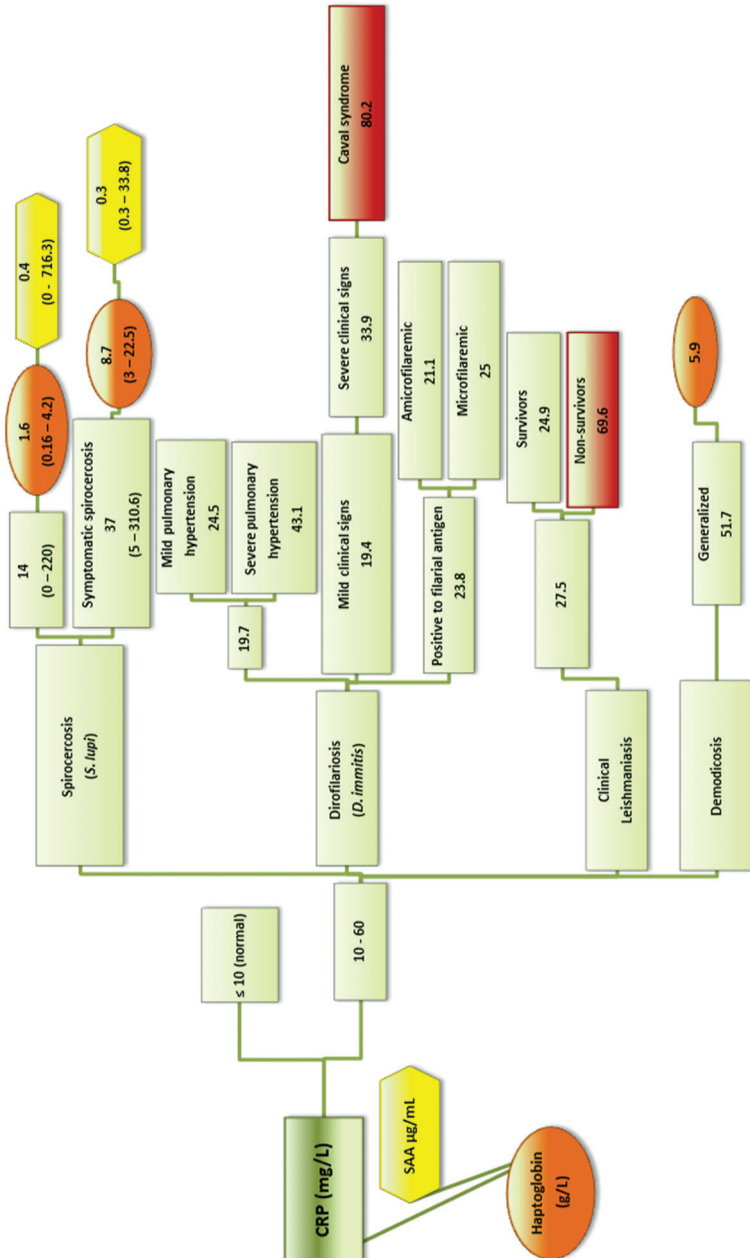 CRP (mg/L)
SAA µg/mL
Haptoglobin
(g/L)
≤ 10 (normal)
10 - 60
Spirocercosis
(S. lupi)
14
(0 – 220)
1.6
(0.16 – 4.2)
0.4
(0 - 716.3)
Symptomatic spirocercosis
37
(5 – 310.6)
8.7
(3 – 22.5)
0.3
(0.3 – 33.8)
Dirofilariosis
(D. immitis)
19.7
Mild pulmonary
hypertension
24.5
Severe pulmonary
hypertension
43.1
Mild clinical signs
19.4
Severe clinical signs
33.9
Caval syndrome
80.2
Positive to filarial antigen
23.8
Amicrofilaremic
21.1
Microfilaremic
25
Clinical
Leishmaniasis
27.5
Survivors
24.9
Non-survivors
69.6
Demodicosis
Generalized
51.7
5.9